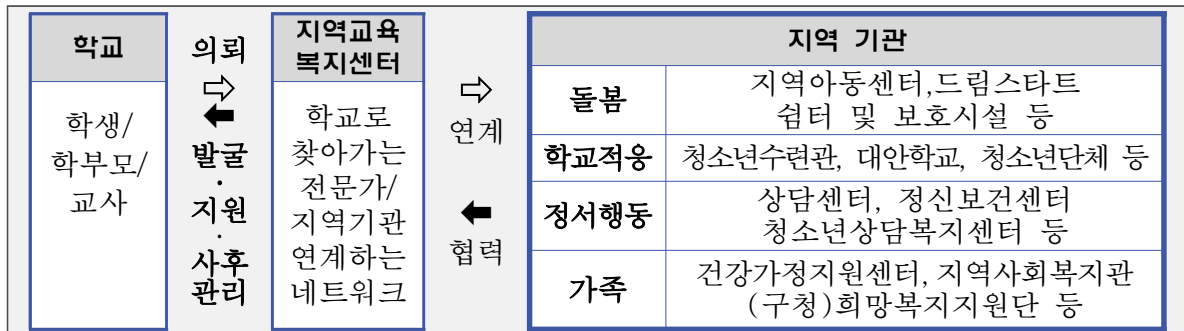 학교
학생/
학부모/
교사
의뢰
⇨
⬅
발굴
·
지원
·
사후
관리
지역교육
복지센터
학교로
찾아가는
전문가/
지역기관
연계하는
네트워크
⇨
연계
⬅
협력
지역 기관
돌봄
지역아동센터,드림스타트
쉼터 및 보호시설 등
학교적응
청소년수련관, 대안학교, 청소년단체 등
정서행동
상담센터, 정신보건센터
청소년상담복지센터 등
가족
건강가정지원센터, 지역사회복지관
(구청)희망복지지원단 등